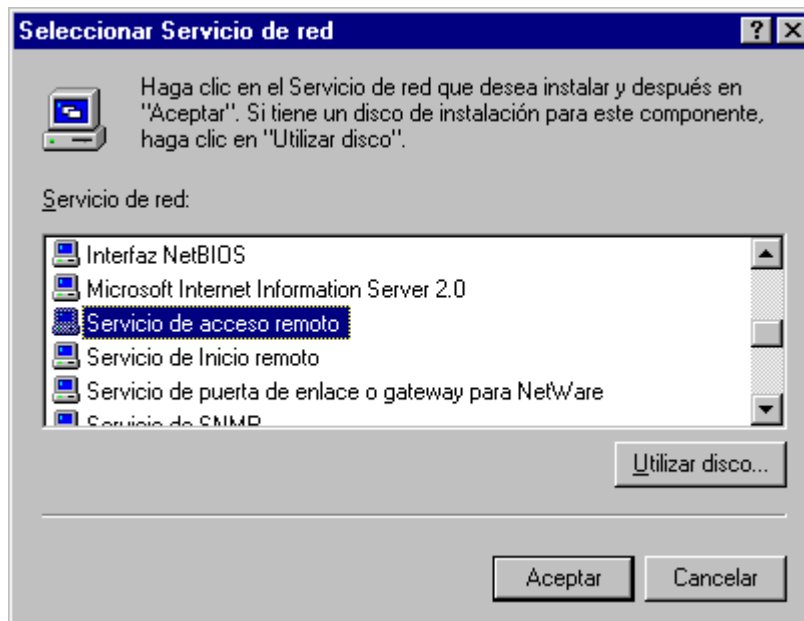 Seleccionar Servicio de red
Haga clic en el Servicio de red que desea instalar y después en
"Aceptar". Si tiene un disco de instalación para este componente,
haga clic en "Utilizar disco".
Servicio de red:
Interfaz NetBIOS
Microsoft Internet Information Server 2.0
Servicio de acceso remoto
Servicio de Inicio remoto
Servicio de puerta de enlace o gateway para NetWare
Servicio de SNMP
Utilizar disco...
Aceptar
Cancelar